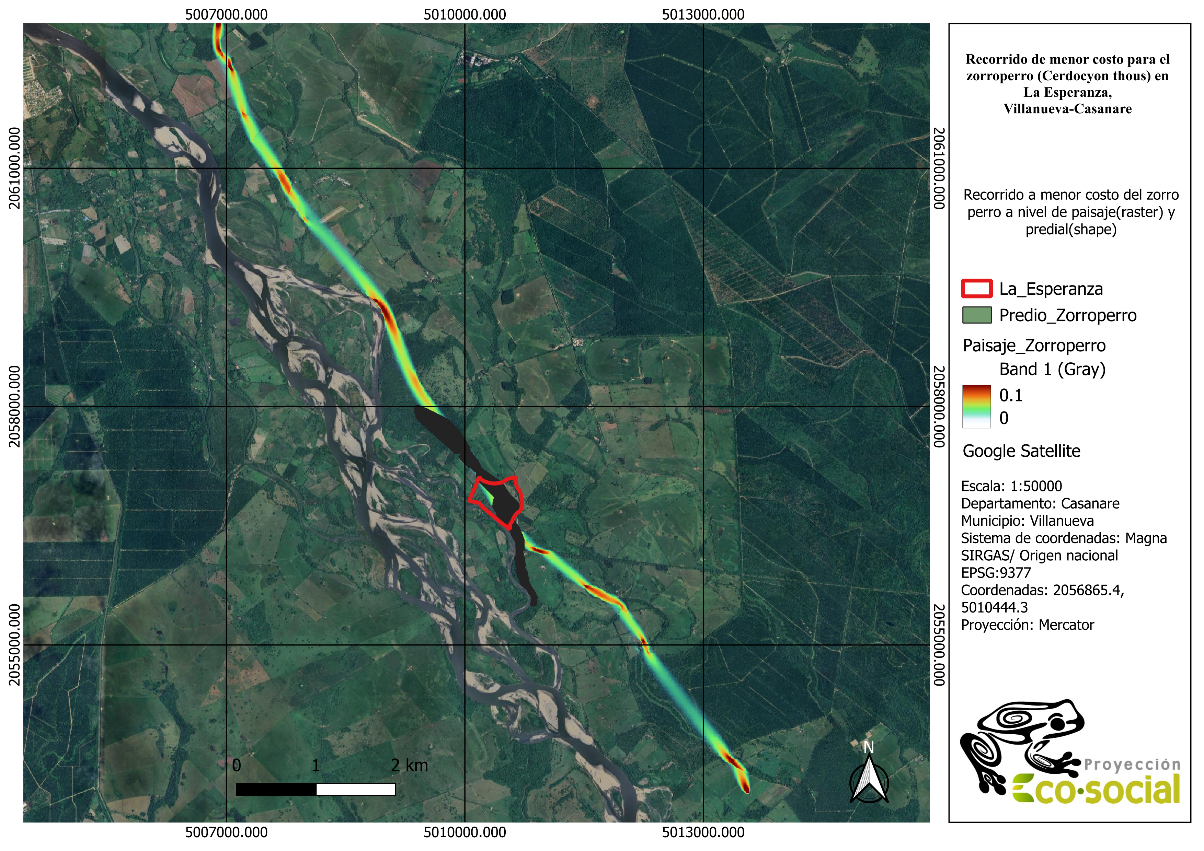 5007000.000 5010000.000 5013000.000
2061000.000
2058000.000
2055000.000
2061000.000
2058000.000
2055000.000
0 1 2 km
N
5007000.000 5010000.000 5013000.000
Recorrido de menor costo para el
zorroperro (Cerdocyon thous) en
La Esperanza,
Villanueva-Casanare
Recorrido a menor costo del zorro
perro a nivel de paisaje(raster) y
predial(shape)
La_Esperanza
Predio_Zorroperro
Paisaje_Zorroperro
Band 1 (Gray)
0.1
0
Google Satellite
Escala: 1:50000
Departamento: Casanare
Municipio: Villanueva
Sistema de coordenadas: Magna
SIRGAS/ Origen nacional
EPSG:9377
Coordenadas: 2056865.4,
5010444.3
Proyección: Mercator
Proyección
Eco·social